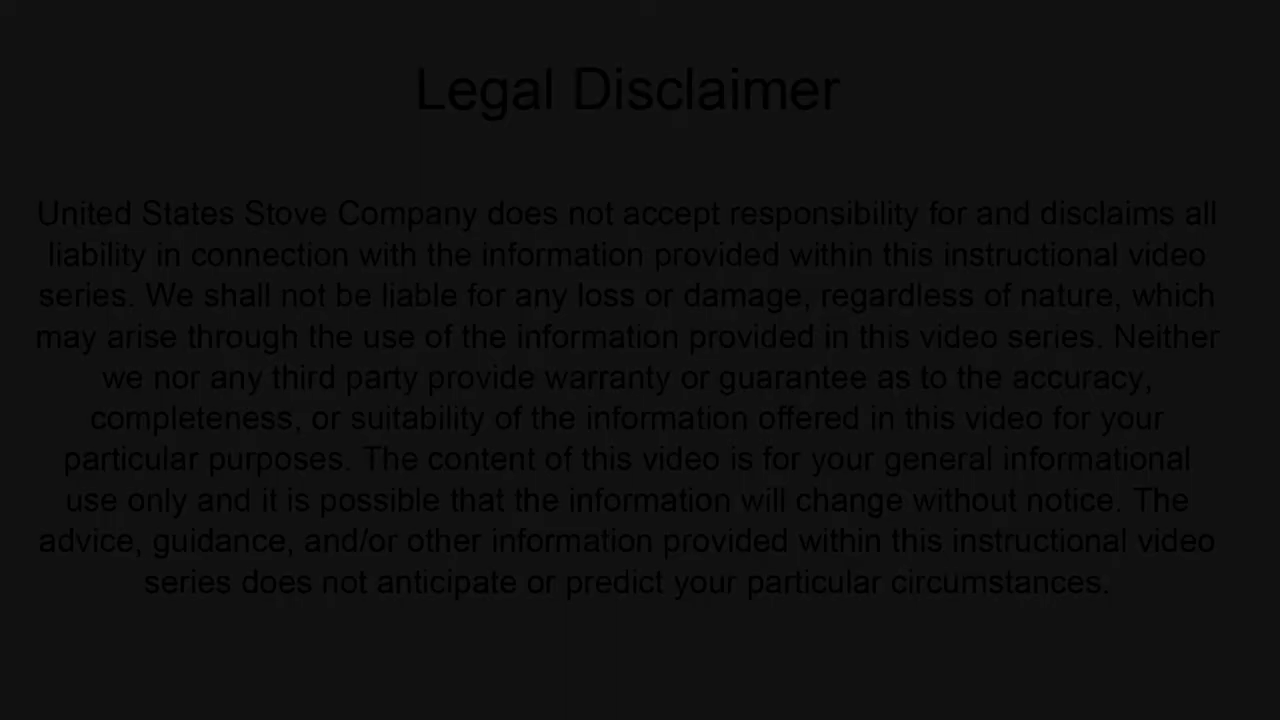 Legal Disclaimer
United States Stove Company does not accept responsibility for and disclaims all
liability in connection with the information provided within this instructional video
series. We shall not be liable for any loss or damage, regardless of nature, which
may arise through the use of the information provided in this video series. Neither
we nor any third party provide warranty or guarantee as to the accuracy,
completeness, or suitability of the information offered in this video for your
particular purposes. The content of this video is for your general informational
use only and it is possible that the information will change without notice. The
advice, guidance, and/or other information provided within this instructional video
series does not anticipate or predict your particular circumstances.